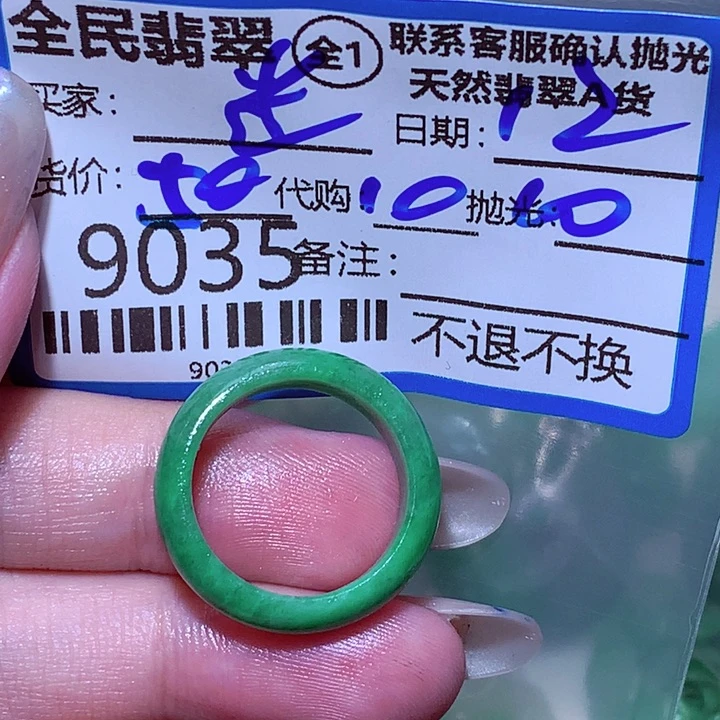 全民翡翠 全1 联系客服确认抛光
天然翡翠A货
买家: 日期: 12
货价: 50 代购 10 抛光: 10
9035 备注:
不退不换